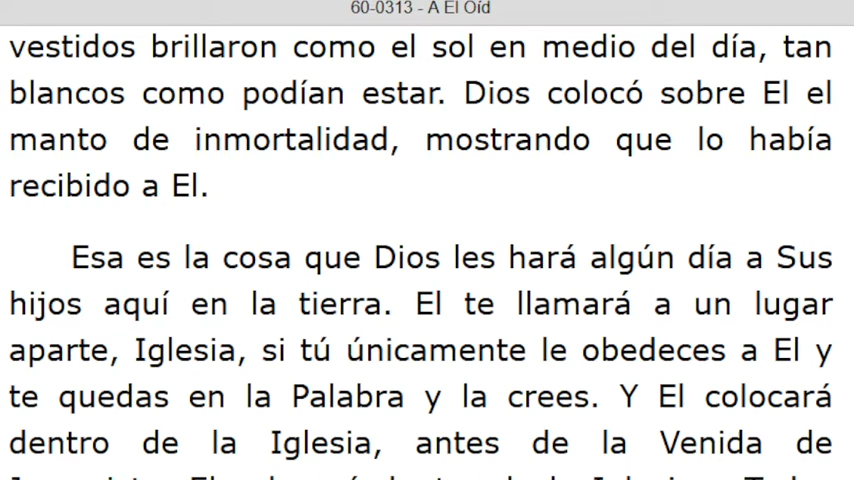 60-0313 - A El Oíd
vestidos brillaron como el sol en medio del día, tan
blancos como podían estar. Dios colocó sobre El el
manto de inmortalidad, mostrando que lo había
recibido a El.
Esa es la cosa que Dios les hará algún día a Sus
hijos aquí en la tierra. El te llamará a un lugar
aparte, Iglesia, si tú únicamente le obedeces a El y
te quedas en la Palabra y la crees. Y El colocará
dentro de la Iglesia, antes de la Venida de